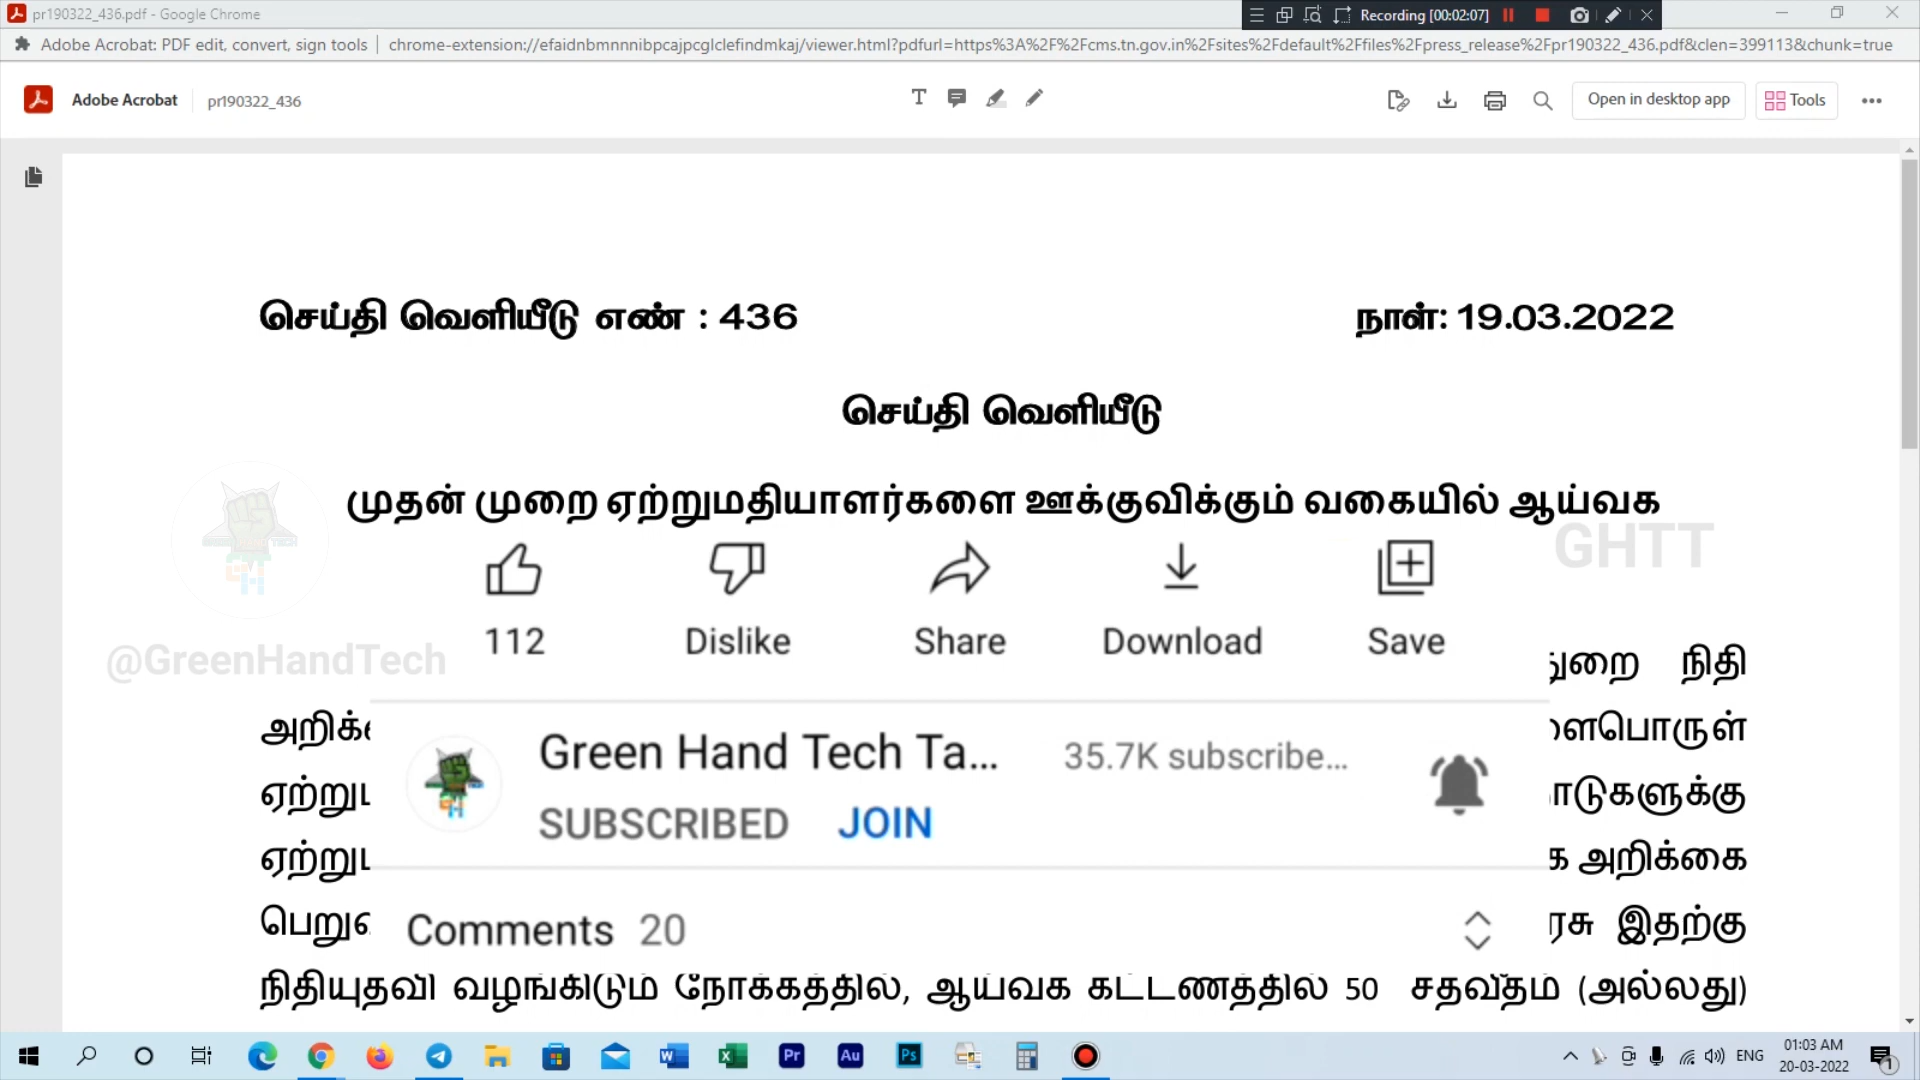 pr190322_436.pdf - Google Chrome
Recording [00:02:07]
Adobe Acrobat: PDF edit, convert, sign tools
chrome-extension://efaidnbmnnnibpcajpcglclefindmkaj/viewer.html?pdfurl=https%3A%2F%2Fcms.tn.gov.in%2Fsites%2Fdefault%2Ffiles%2Fpress_release%2Fpr190322_436.pdf&clen=399113&chunk=true
Adobe Acrobat pr190322_436
Open in desktop app
Tools
செய்தி வெளியீடு எண் : 436 நாள்: 19.03.2022
செய்தி வெளியீடு
முதன் முறை ஏற்றுமதியாளர்களை ஊக்குவிக்கும் வகையில் ஆய்வக
GHTT
@GreenHandTech
112 Dislike Share Download Save
நிதி
Green Hand Tech Ta... 35.7K subscribe...
SUBSCRIBED JOIN
அறிக்கை
Comments 20
இதற்கு
நிதியுதவி வழங்கிடும் நோக்கத்தில், ஆய்வக கட்டணத்தில் 50 சதவீதம் (அல்லது)
ENG
01:03 AM
20-03-2022